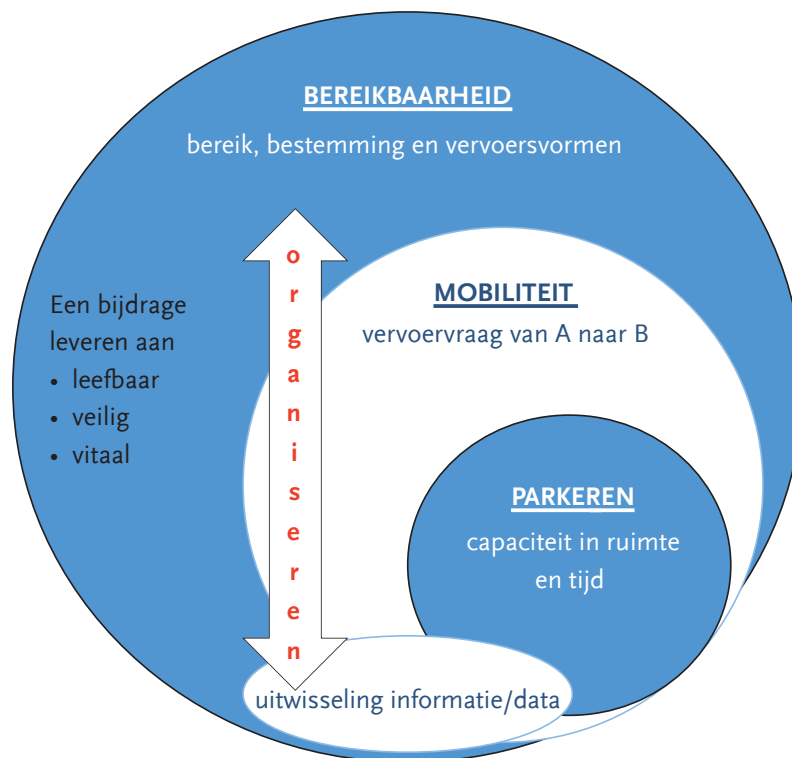 BEREIKBAARHEID
bereik, bestemming en vervoersvormen
Een bijdrage
leveren aan
• leefbaar
• veilig
• vitaal
organiseren
MOBILITEIT
vervoervraag van A naar B
PARKEREN
capaciteit in ruimte
en tijd
uitwisseling informatie/data